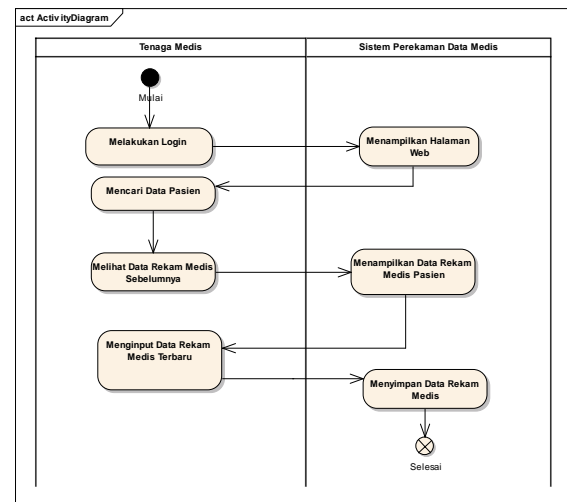 act ActivityDiagram
Tenaga Medis
Sistem Perekaman Data Medis
Mulai
Melakukan Login
Menampilkan Halaman
Web
Mencari Data Pasien
Melihat Data Rekam Medis
Sebelumnya
Menampilkan Data Rekam
Medis Pasien
Menginput Data Rekam
Medis Terbaru
Menyimpan Data Rekam
Medis
Selesai